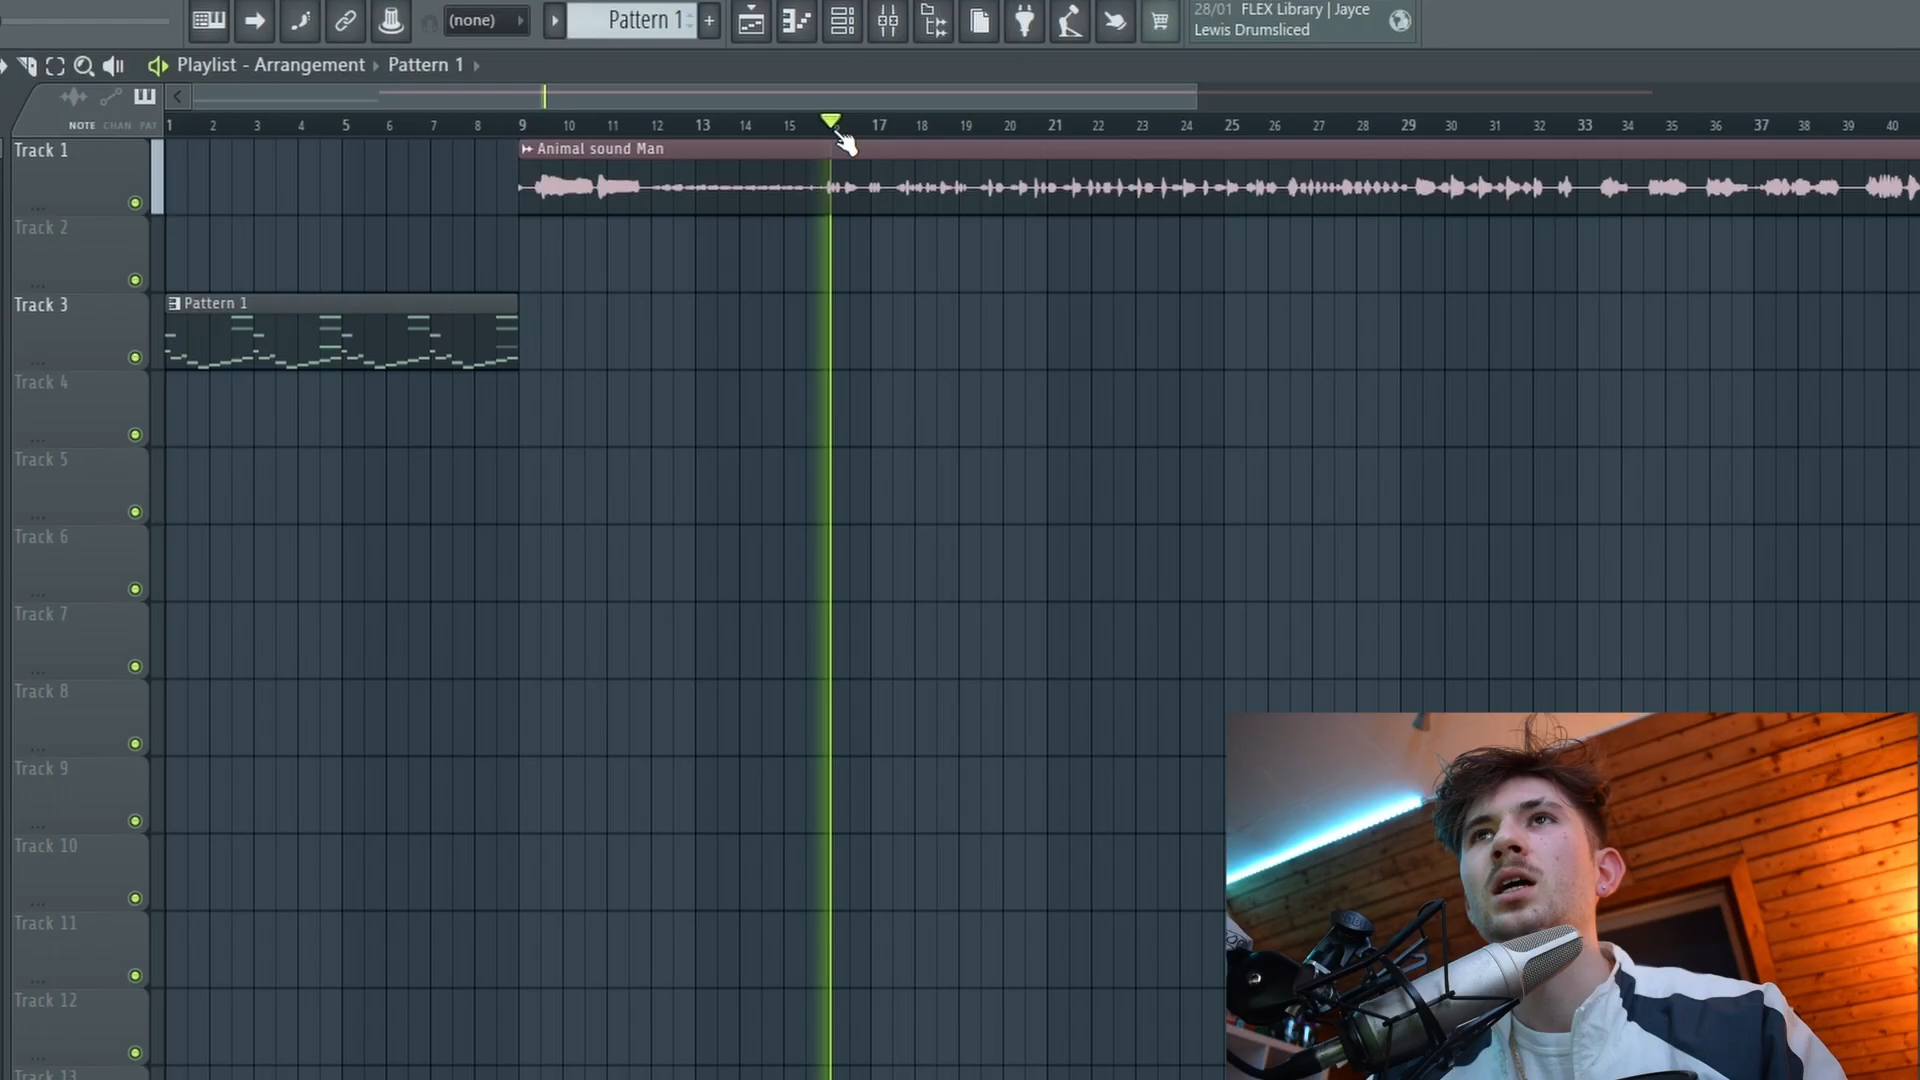 (none)
Pattern 1
+
28/01 FLEX Library | Jayce
Lewis Drumsliced
Playlist - Arrangement
Pattern 1
NOTE CHAN PAT
1 2 3 4 5 6 7 8 9 10 11 12 13 14 15 17 18 19 20 21 22 23 24 25 26 27 28 29 30 31 32 33 34 35 36 37 38 39 40
Track 1
Animal sound Man
Track 2
Track 3
Pattern 1
Track 4
Track 5
Track 6
Track 7
Track 8
Track 9
Track 10
Track 11
Track 12
Track 13